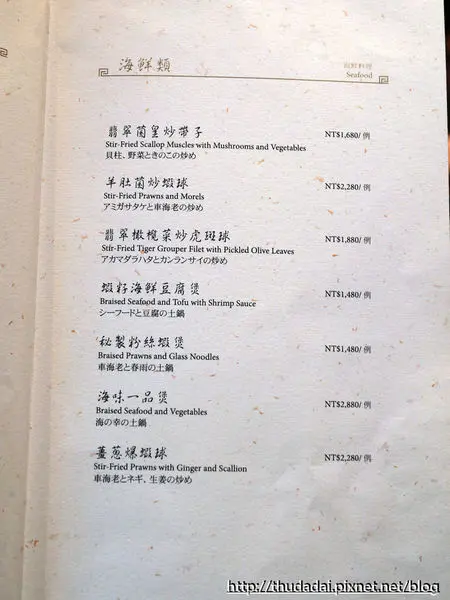 海鮮類
海鮮料理
Seafood
翡翠菌皇炒帶子
NT$1,680/ 例
Stir-Fried Scallop Muscles with Mushrooms and Vegetables
貝柱、野菜ときのこの炒め
羊肚菌炒蝦球
NT$2,280/ 例
Stir-Fried Prawns and Morels
アミガサタケと車海老の炒め
翡翠橄欖菜炒虎斑球
NT$1,880/ 例
Stir-Fried Tiger Grouper Filet with Pickled Olive Leaves
アカマダラハタとカンランサイの炒め
蝦籽海鮮豆腐煲
NT$1,480/ 例
Braised Seafood and Tofu with Shrimp Sauce
シーフードと豆腐の土鍋
秘製粉絲蝦煲
NT$1,480/ 例
Braised Prawns and Glass Noodles
車海老と春雨の土鍋
海味一品煲
NT$2,880/ 例
Braised Seafood and Vegetables
海の幸の土鍋
薑蔥爆蝦球
NT$2,280/ 例
Stir-Fried Prawns with Ginger and Scallion
車海老とネギ、生姜の炒め
http://thudadai.pixnet.net/blog